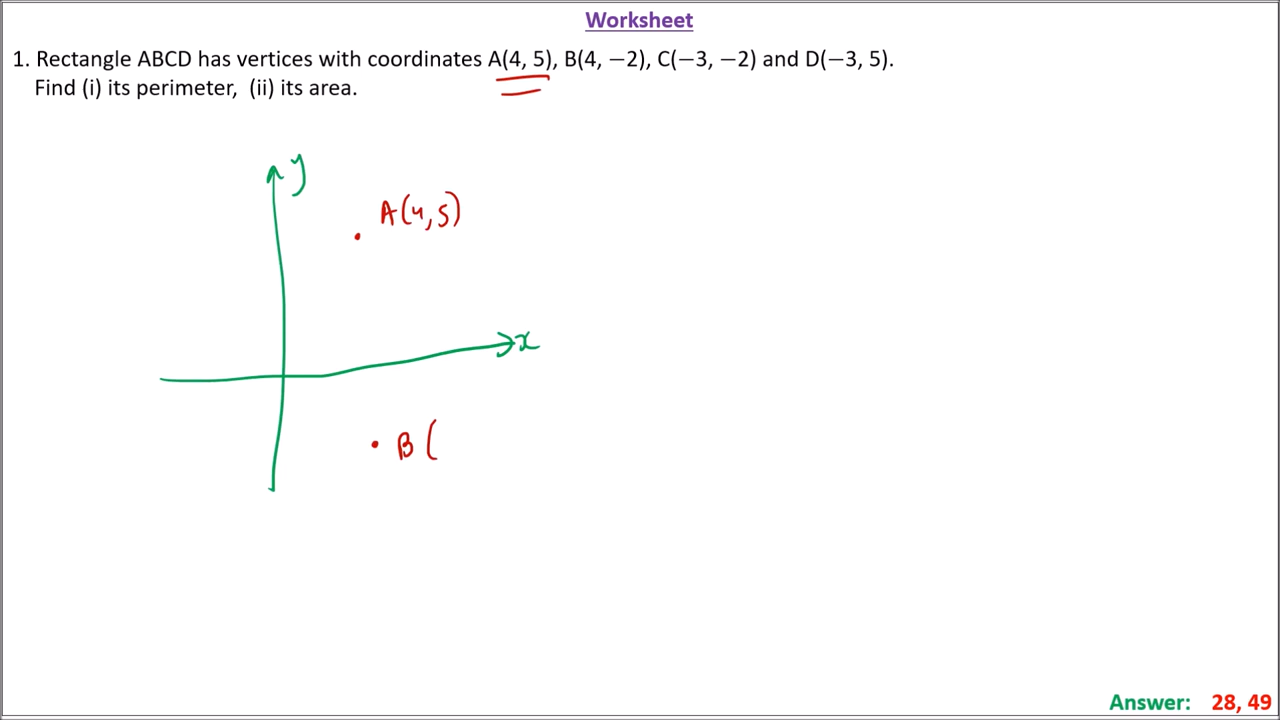 Worksheet
1. Rectangle ABCD has vertices with coordinates A(4, 5), B(4, −2), C(−3, −2) and D(−3, 5).
Find (i) its perimeter, (ii) its area.
y
A(4,5)
x
B (
Answer: 28, 49